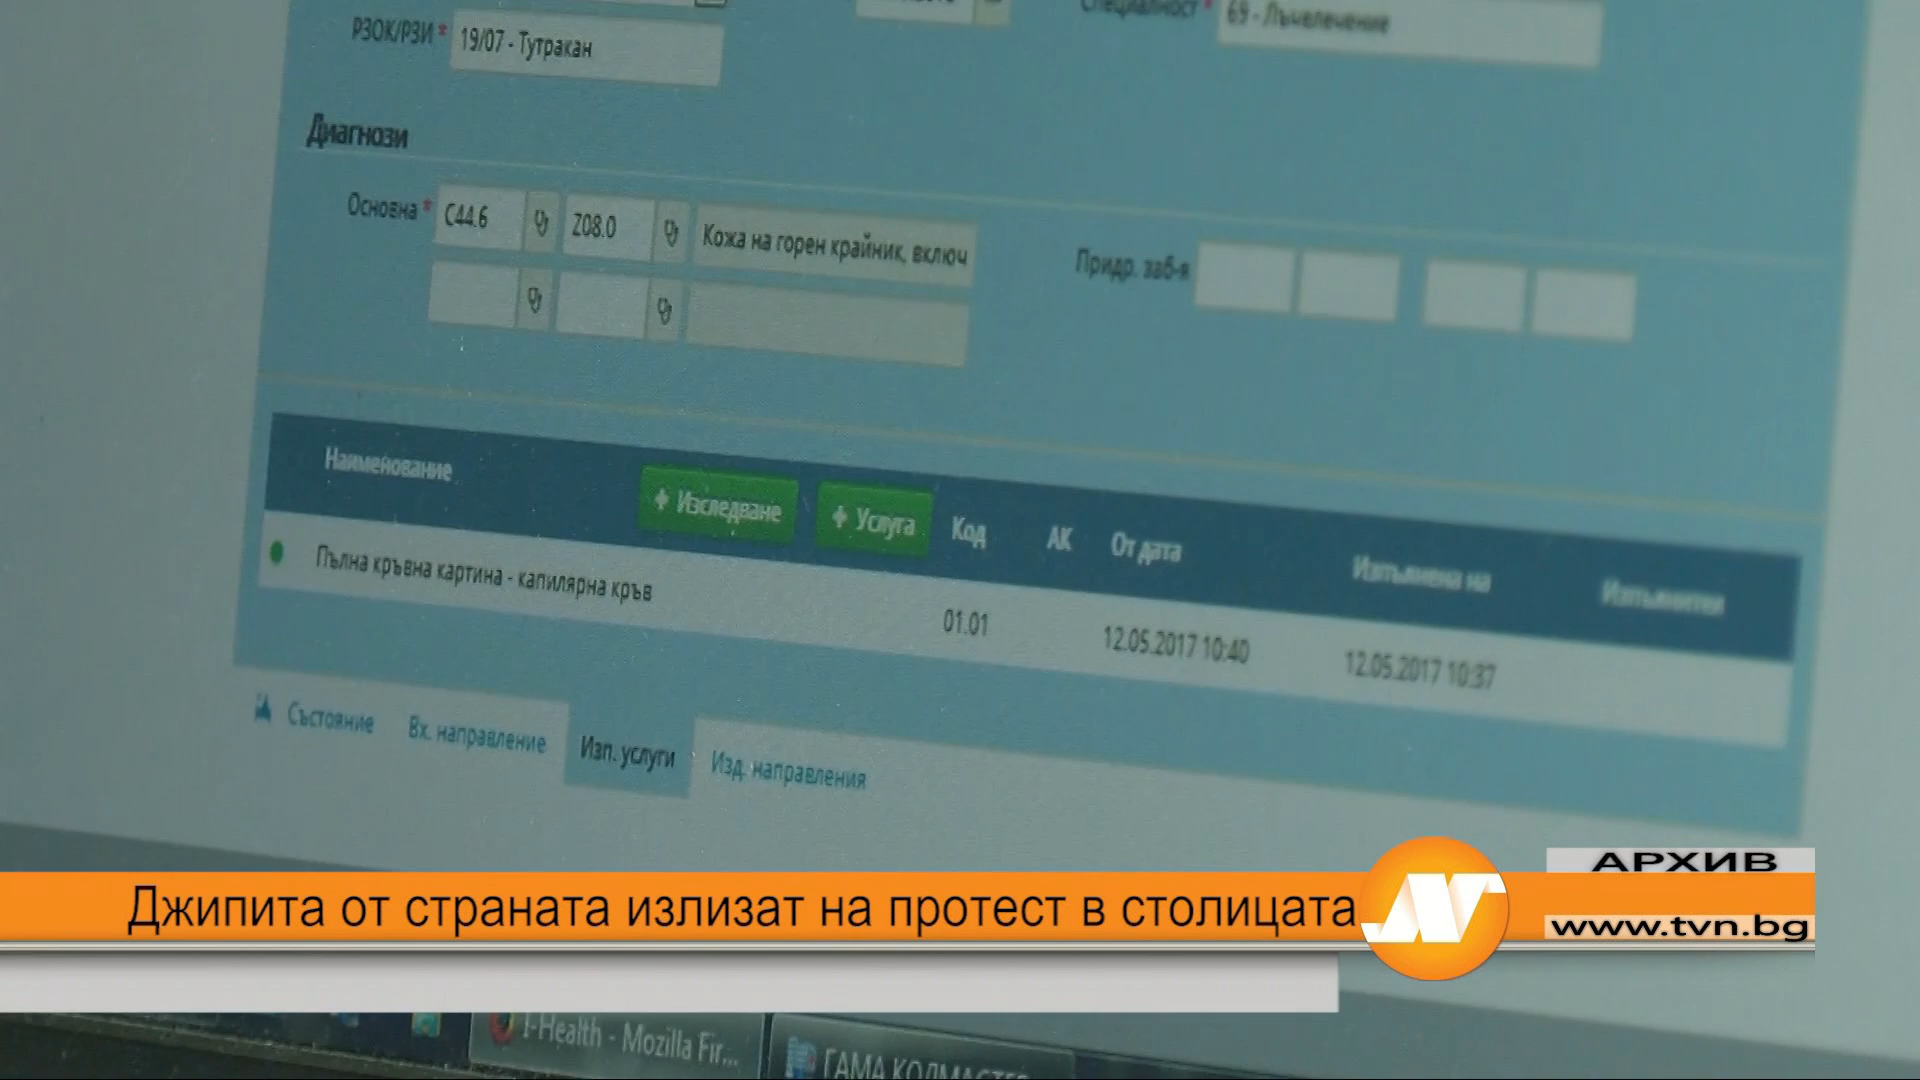 Специалност *
69 - Лъчелечение
РЗОК/РЗИ *
19/07 - Тутракан
Диагнози
Основна *
C44.6
Z08.0
Кожа на горен крайник, включ
Придр. заб-я
Наименование
+ Изследване
+ Услуга
Код
АК
От дата
Изпълнена на
Изпълнител
Пълна кръвна картина - капилярна кръв
01.01
12.05.2017 10:40
12.05.2017 10:37
Състояние
Вх. направление
Изп. услуги
Изд. направления
АРХИВ
Джипита от страната излизат на протест в столицата
N
www.tvn.bg
I-Health - Mozilla Fir...
ГАМА КОДМАСТЕР